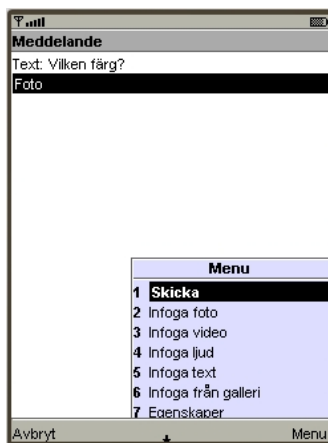 Meddelande
Text: Vilken färg?
Foto
Menu
1 Skicka
2 Infoga foto
3 Infoga video
4 Infoga ljud
5 Infoga text
6 Infoga från galleri
7 Egenskaper
Avbryt
Menu